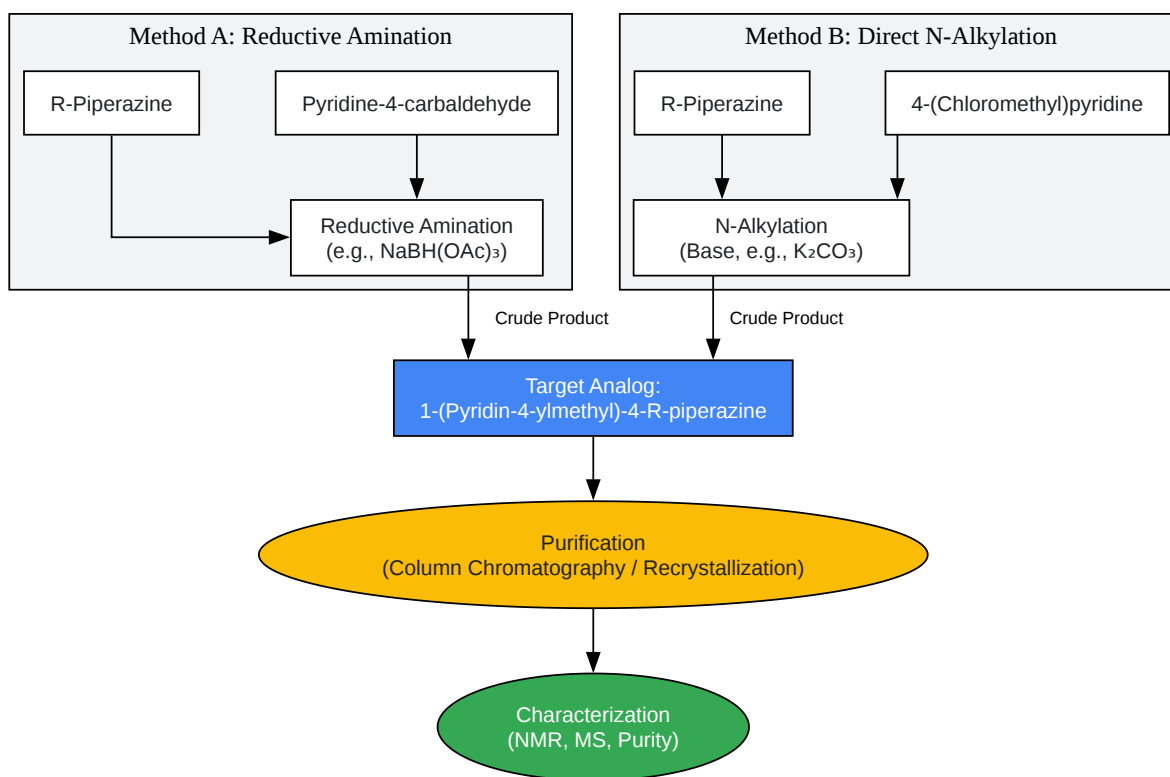 Method A: Reductive Amination
R-Piperazine
Pyridine-4-carbaldehyde
Reductive Amination
(e.g., NaBH(OAc)₃)
Method B: Direct N-Alkylation
R-Piperazine
4-(Chloromethyl)pyridine
N-Alkylation
(Base, e.g., K₂CO₃)
Crude Product
Crude Product
Target Analog:
1-(Pyridin-4-ylmethyl)-4-R-piperazine
Purification
(Column Chromatography / Recrystallization)
Characterization
(NMR, MS, Purity)